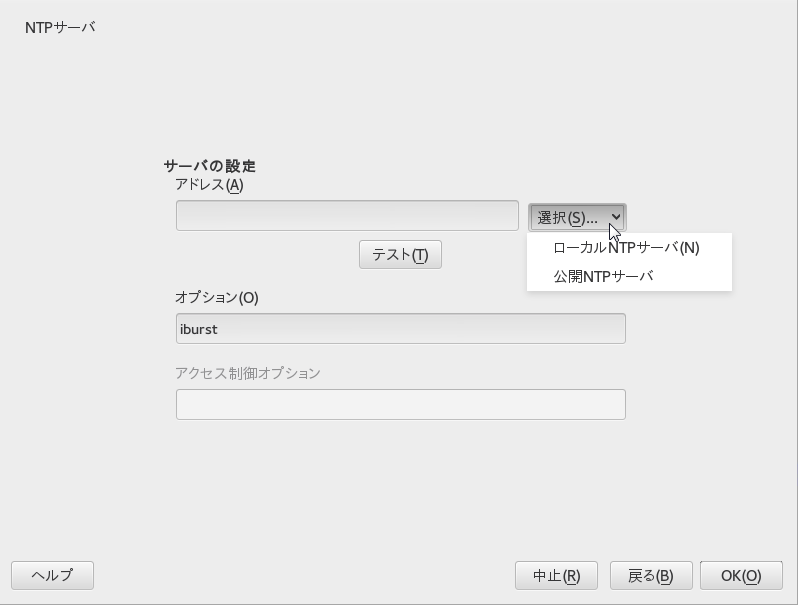 NTPサーバ
サーバの設定
アドレス(A)
選択(S)...
ローカルNTPサーバ(N)
公開NTPサーバ
テスト(T)
オプション(O)
iburst
アクセス制御オプション
ヘルプ
中止(R)
戻る(B)
OK(O)